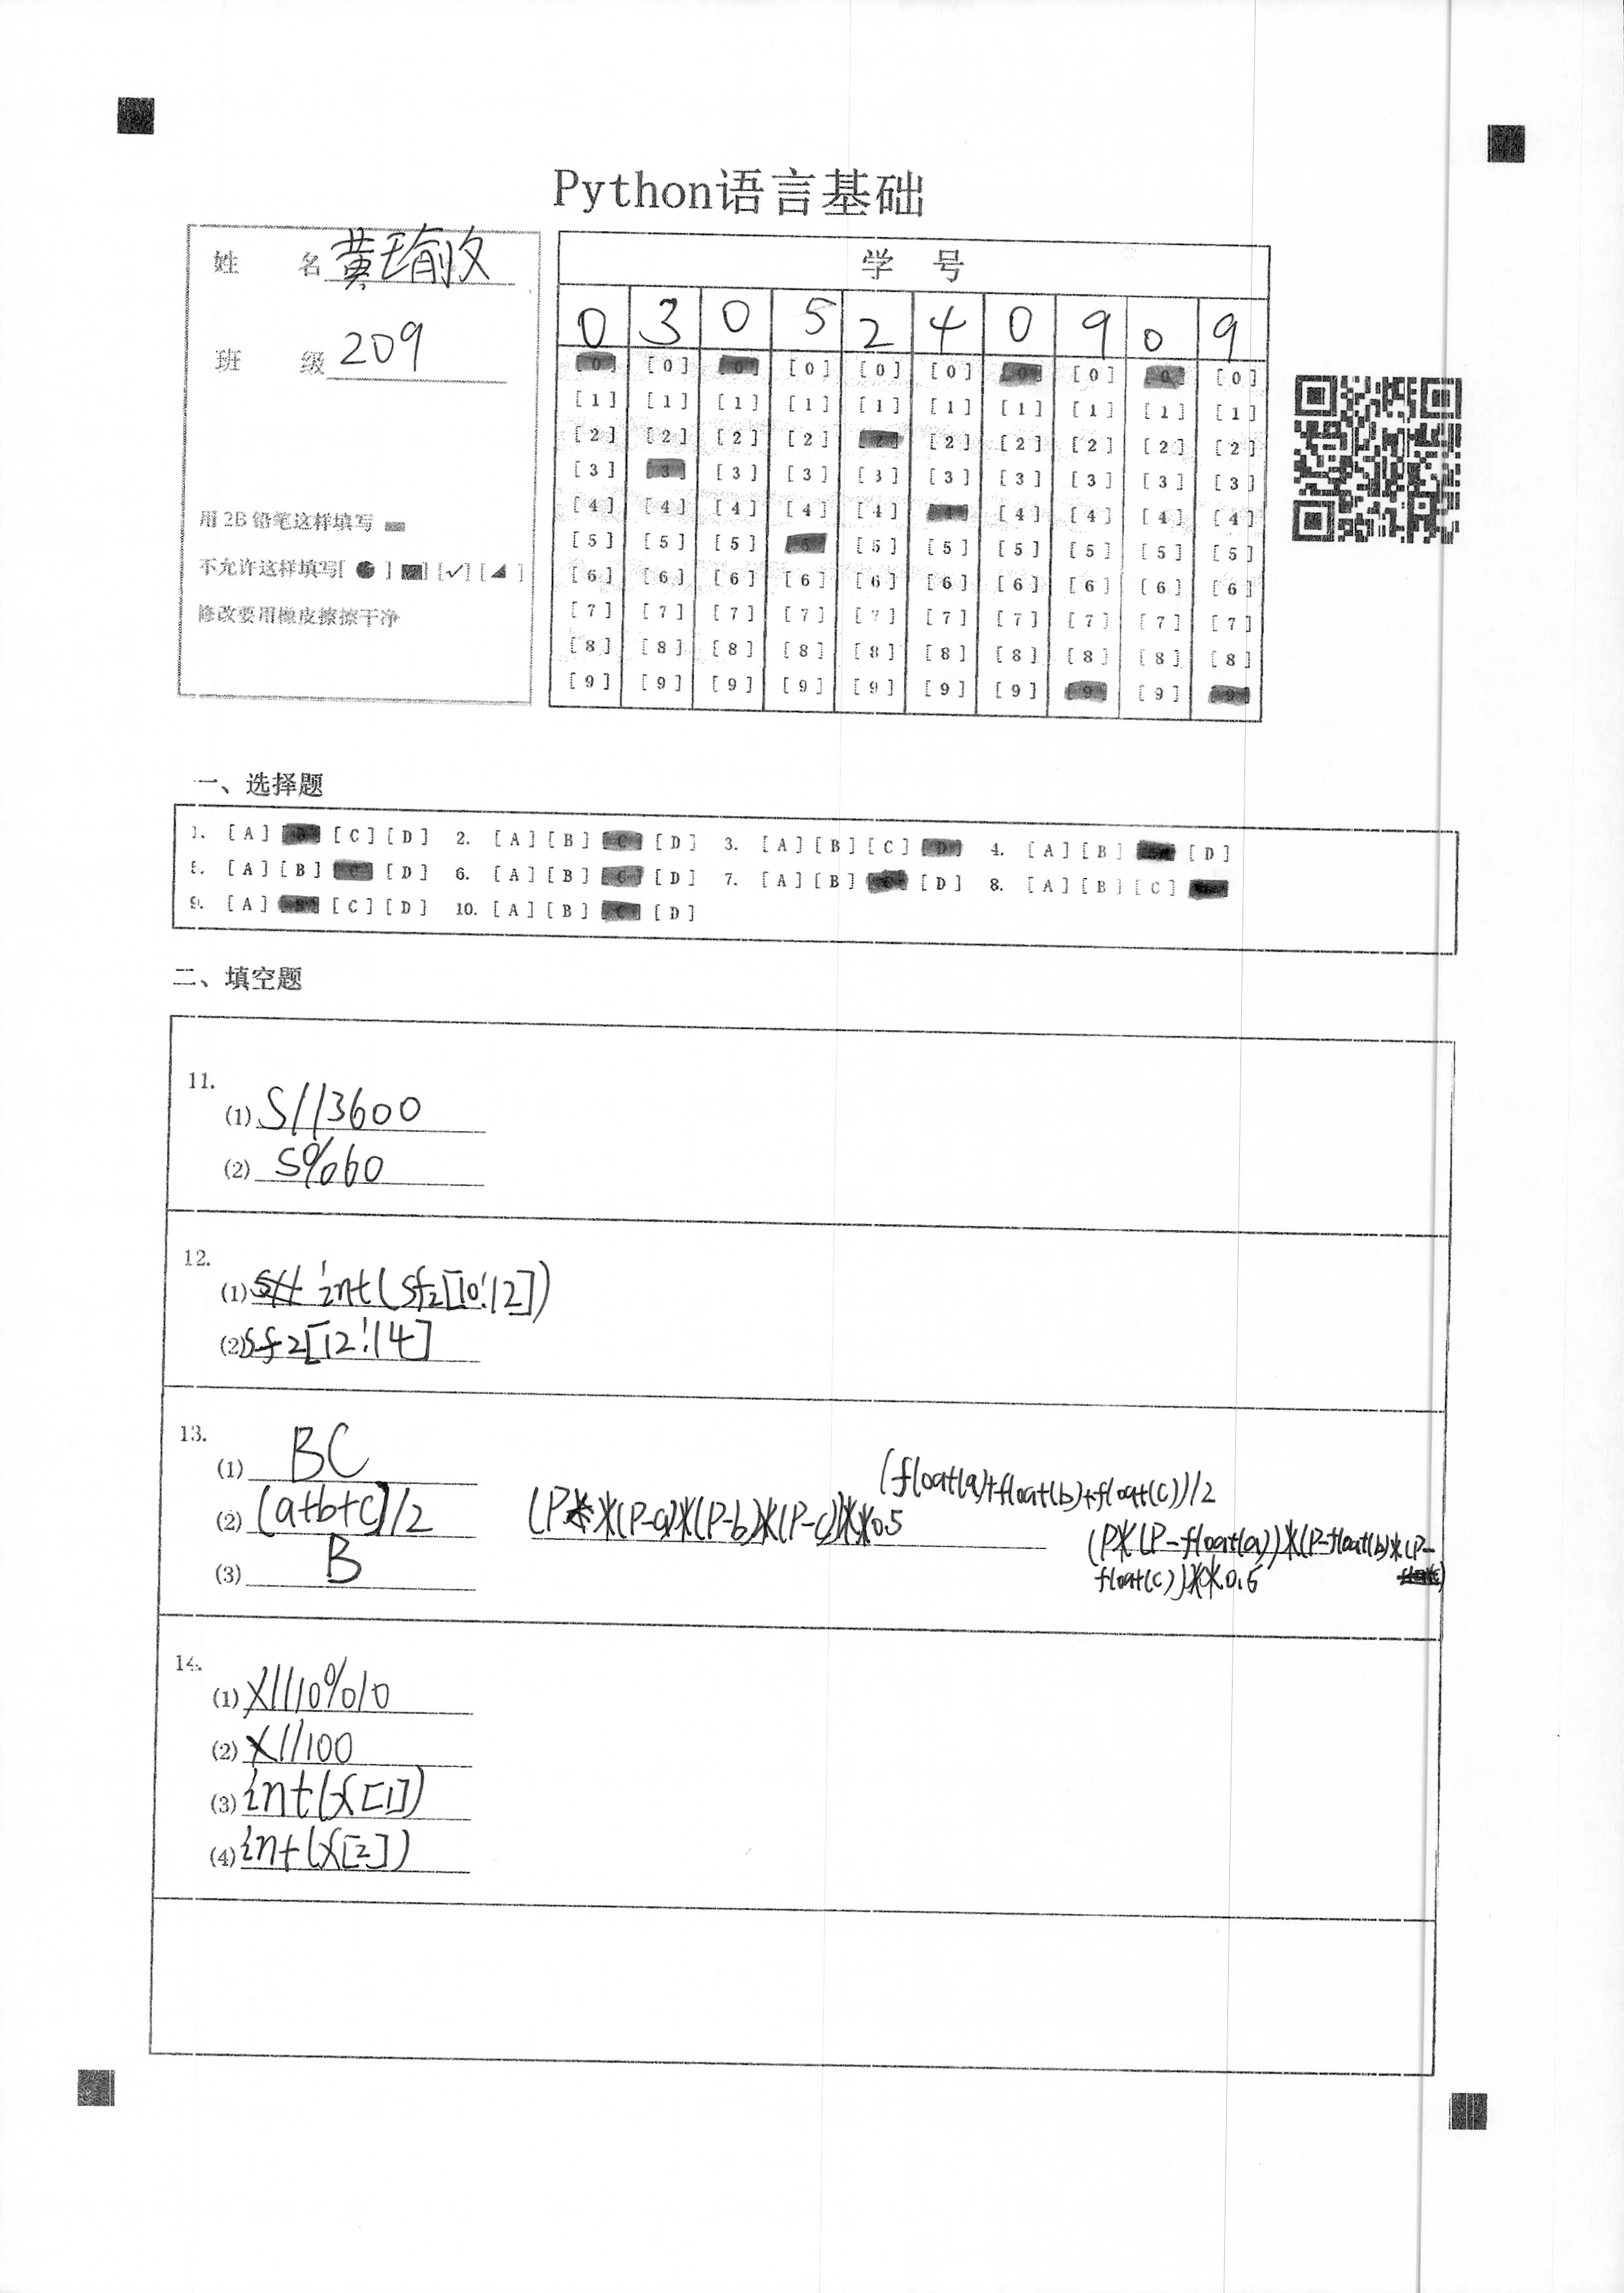 Python语言基础
姓 名 黄瑜汶
班 级 209
用 2B 铅笔这样填写
不允许这样填写[ ● ] ■] [✓] [◢ ]
修改要用橡皮擦擦干净
学 号
0 3 0 5 2 4 0 9 0 9
[0] [0] [0] [0] [0] [0] [0] [0] [0] [0]
[1] [1] [1] [1] [1] [1] [1] [1] [1] [1]
[2] [2] [2] [2] [2] [2] [2] [2] [2] [2]
[3] [3] [3] [3] [3] [3] [3] [3] [3] [3]
[4] [4] [4] [4] [4] [4] [4] [4] [4] [4]
[5] [5] [5] [5] [5] [5] [5] [5] [5] [5]
[6] [6] [6] [6] [6] [6] [6] [6] [6] [6]
[7] [7] [7] [7] [7] [7] [7] [7] [7] [7]
[8] [8] [8] [8] [8] [8] [8] [8] [8] [8]
[9] [9] [9] [9] [9] [9] [9] [9] [9] [9]
一、选择题
1. [A] [B] [C] [D] 2. [A] [B] [C] [D] 3. [A] [B] [C] [D] 4. [A] [B] [C] [D]
5. [A] [B] [C] [D] 6. [A] [B] [C] [D] 7. [A] [B] [C] [D] 8. [A] [B] [C] [D]
9. [A] [B] [C] [D] 10. [A] [B] [C] [D]
二、填空题
11.
(1) S//3600
(2) S%60
12.
(1) int(sfz[10:12])
(2) sfz[12:14]
13.
(1) BC
(float(a)+float(b)+float(c))/2
(2) (a+b+c)/2 (P*(P-a)*(P-b)*(P-c))**0.5
(P*(P-float(a))*(P-float(b)*(P-
float(c))**0.5
(3) B
14.
(1) x//10%10
(2) x//100
(3) int(x[1])
(4) int(x[2])